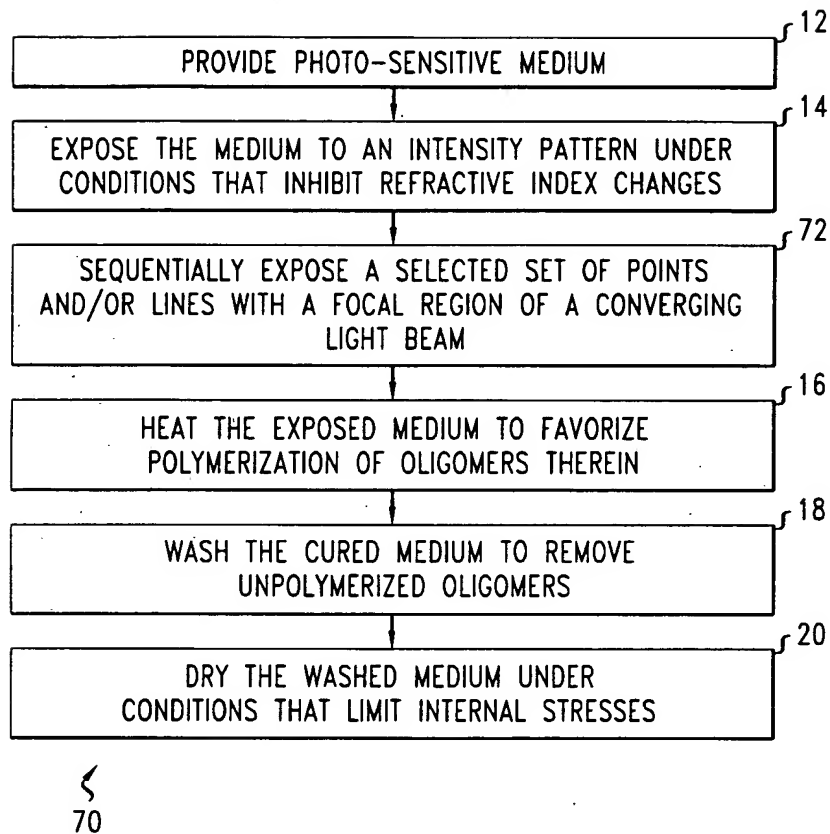 12
PROVIDE PHOTO-SENSITIVE MEDIUM
14
EXPOSE THE MEDIUM TO AN INTENSITY PATTERN UNDER
CONDITIONS THAT INHIBIT REFRACTIVE INDEX CHANGES
72
SEQUENTIALLY EXPOSE A SELECTED SET OF POINTS
AND/OR LINES WITH A FOCAL REGION OF A CONVERGING
LIGHT BEAM
16
HEAT THE EXPOSED MEDIUM TO FAVORIZE
POLYMERIZATION OF OLIGOMERS THEREIN
18
WASH THE CURED MEDIUM TO REMOVE
UNPOLYMERIZED OLIGOMERS
20
DRY THE WASHED MEDIUM UNDER
CONDITIONS THAT LIMIT INTERNAL STRESSES
70